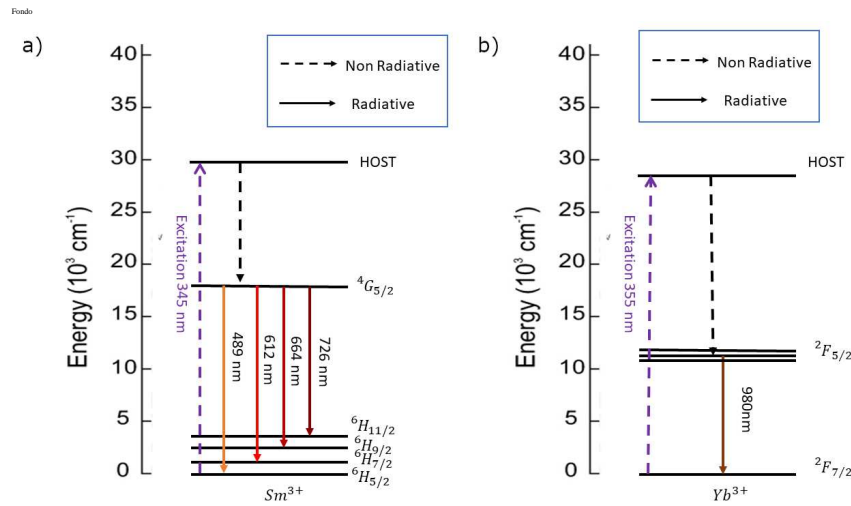 Fondo
a)
40
35
30
25
20
15
10
5
0
Energy (10³ cm⁻¹)
Non Radiative
Radiative
HOST
Excitation 345 nm
⁴G₅/₂
489 nm
612 nm
664 nm
726 nm
⁶H₁₁/₂
⁶H₉/₂
⁶H₇/₂
⁶H₅/₂
Sm³⁺
b)
40
35
30
25
20
15
10
5
0
Energy (10³ cm⁻¹)
Non Radiative
Radiative
HOST
Excitation 355 nm
²F₅/₂
980nm
²F₇/₂
Yb³⁺